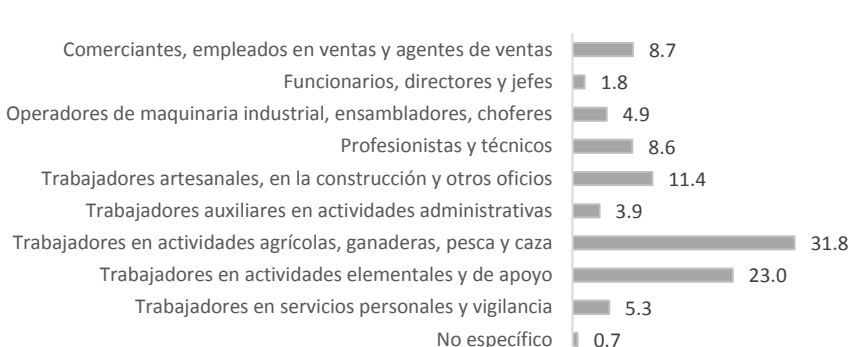 Comerciantes, empleados en ventas y agentes de ventas 8.7
Funcionarios, directores y jefes 1.8
Operadores de maquinaria industrial, ensambladores, choferes 4.9
Profesionistas y técnicos 8.6
Trabajadores artesanales, en la construcción y otros oficios 11.4
Trabajadores auxiliares en actividades administrativas 3.9
Trabajadores en actividades agrícolas, ganaderas, pesca y caza 31.8
Trabajadores en actividades elementales y de apoyo 23.0
Trabajadores en servicios personales y vigilancia 5.3
No específico 0.7